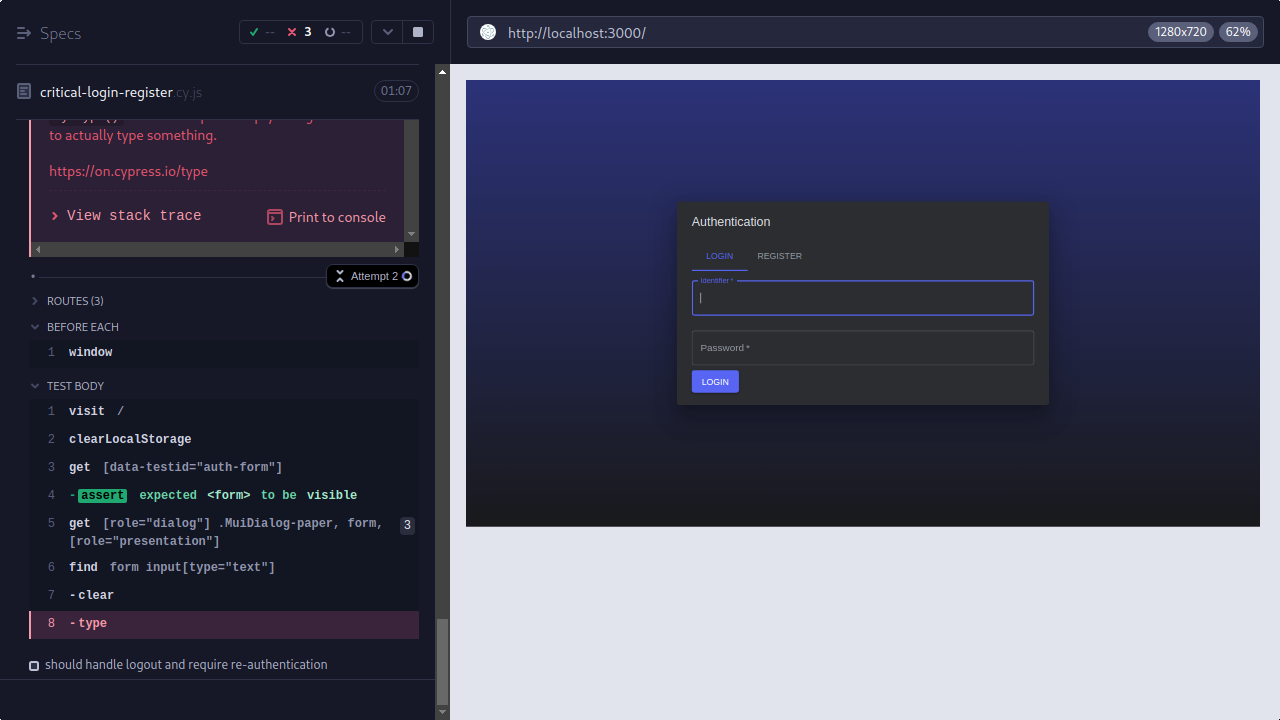 Specs
--
3
--
http://localhost:3000/
1280x720
62%
critical-login-register.cy.js
01:07
to actually type something.
https://on.cypress.io/type
View stack trace
Print to console
Attempt 2
ROUTES (3)
BEFORE EACH
1 window
TEST BODY
1 visit /
2 clearLocalStorage
3 get [data-testid="auth-form"]
4 -assert expected <form> to be visible
5 get [role="dialog"] .MuiDialog-paper, form, 3
[role="presentation"]
6 find form input[type="text"]
7 -clear
8 -type
should handle logout and require re-authentication
Authentication
LOGIN
REGISTER
Identifier *
Password *
LOGIN